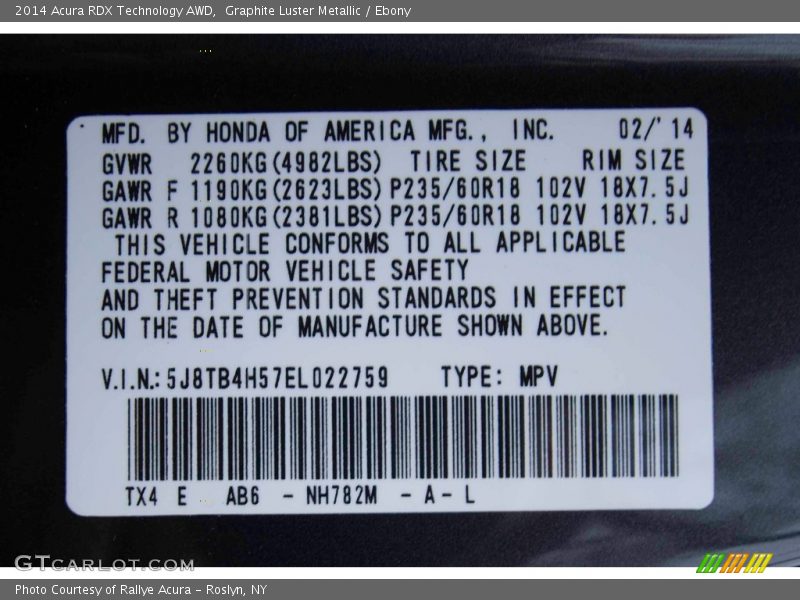 2014 Acura RDX Technology AWD,  Graphite Luster Metallic / Ebony
MFD. BY HONDA OF AMERICA MFG., INC. 02/'14
GVWR 2260KG(4982LBS) TIRE SIZE RIM SIZE
GAWR F 1190KG(2623LBS) P235/60R18 102V 18X7.5J
GAWR R 1080KG(2381LBS) P235/60R18 102V 18X7.5J
THIS VEHICLE CONFORMS TO ALL APPLICABLE
FEDERAL MOTOR VEHICLE SAFETY
AND THEFT PREVENTION STANDARDS IN EFFECT
ON THE DATE OF MANUFACTURE SHOWN ABOVE.
V.I.N.: 5J8TB4H57EL022759 TYPE: MPV
TX4 E AB6 - NH782M - A - L
GTCARLOT.COM
Photo Courtesy of Rallye Acura – Roslyn, NY